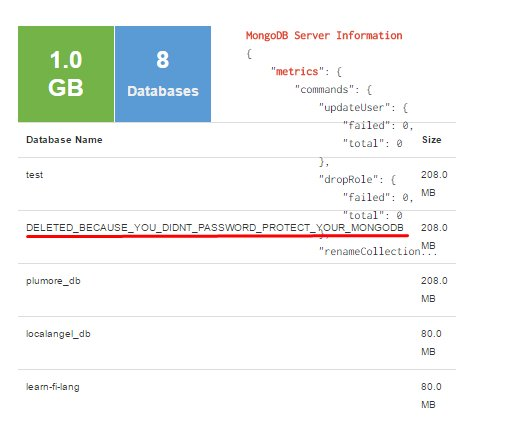 1.0
GB
8
Databases
MongoDB Server Information
{
"metrics": {
"commands": {
"updateUser": {
"failed": 0,
"total": 0
},
"dropRole": {
"failed": 0,
"total": 0
},
"renameCollection...
Database Name Size
test 208.0
MB
DELETED_BECAUSE_YOU_DIDNT_PASSWORD_PROTECT_YOUR_MONGODB 208.0
MB
plumore_db 208.0
MB
localangel_db 80.0
MB
learn-fi-lang 80.0
MB